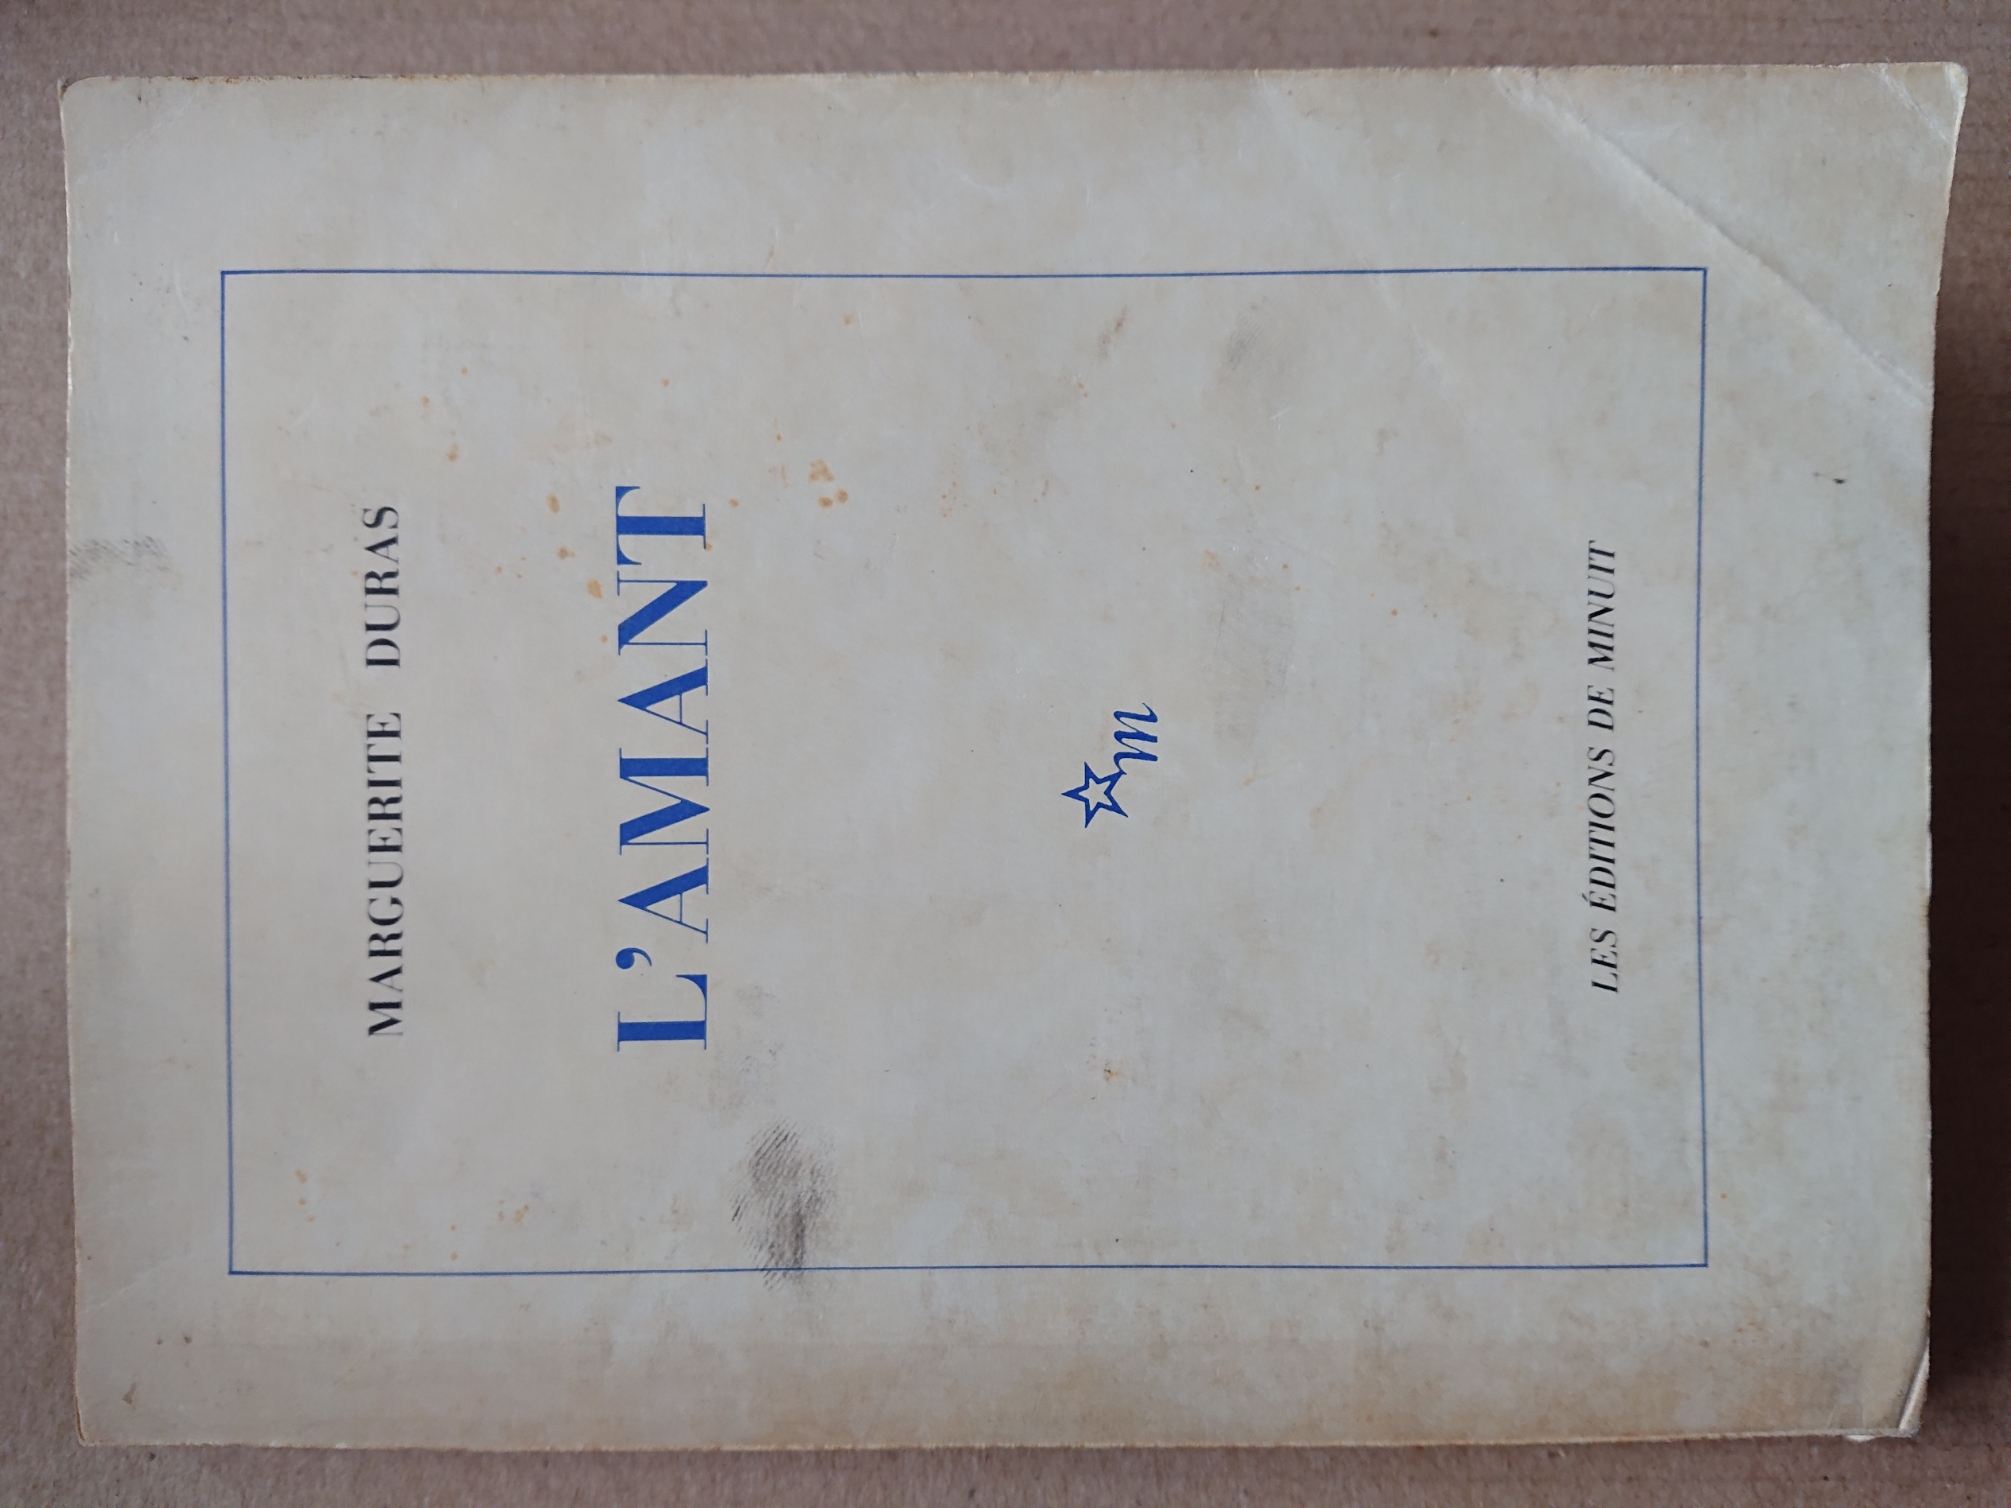 MARGUERITE DURAS
L'AMANT
m
LES ÉDITIONS DE MINUIT